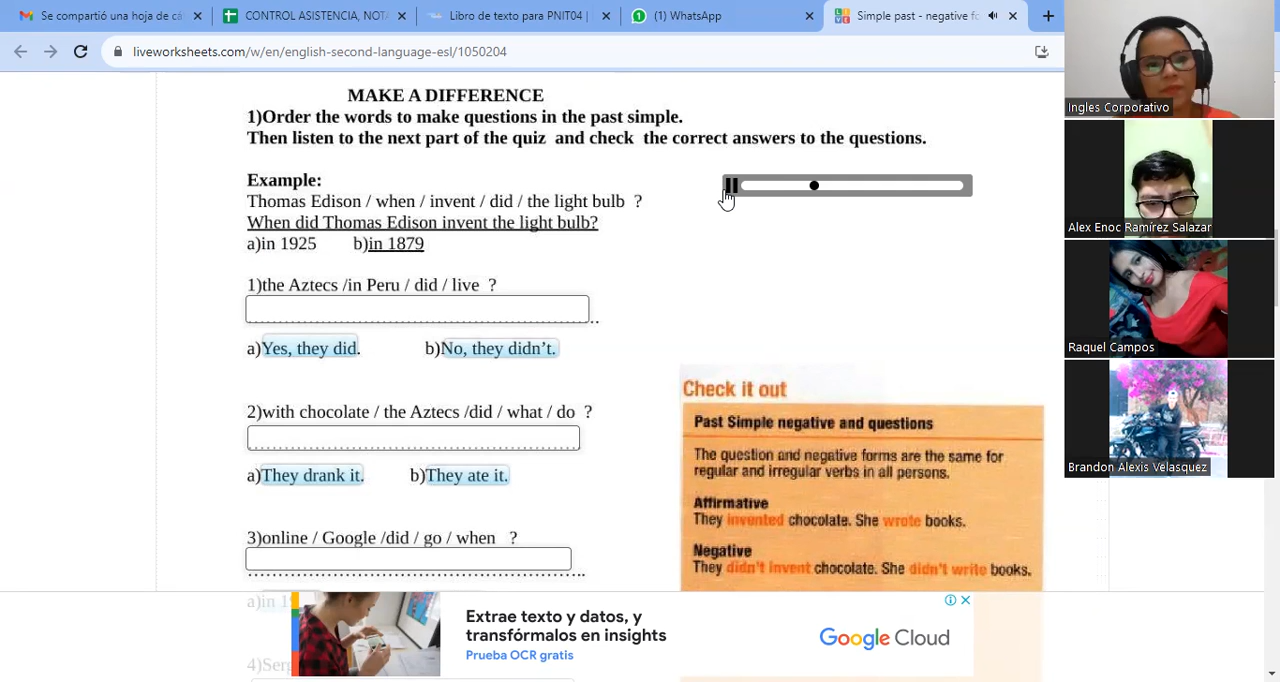 Se compartió un hoja de ca
CONTROL ASISTENCIA, NOTA
Libro de texto para PNIT04
(1) WhatsApp
Simple past - negative fo
liveworksheets.com/w/en/english-second-language-esl/1050204
MAKE A DIFFERENCE
1)Order the words to make questions in the past simple.
Then listen to the next part of the quiz and check the correct answers to the questions.
Example:
Thomas Edison / when / invent / did / the light bulb ?
When did Thomas Edison invent the light bulb?
a)in 1925 b)in 1879
1)the Aztecs /in Peru / did / live ?
a)Yes, they did. b)No, they didn't.
2)with chocolate / the Aztecs /did / what / do ?
a)They drank it. b)They
3)online / Google /did / go / when ?
a)in 1
4)Ser
Check it out
Past Simple negative and questions
The question and negative forms are the same for
regular and irregular verbs in all persons.
Affirmative
They invented chocolate. She wrote books.
Negative
They didn't invent chocolate. She didn't write books.
Extrae texto y datos, y
transfórmalos en insights
Prueba OCR gratis
Google Cloud
Ingles Corporativo
Alex Enoc Ramírez Salazar
Raquel Campos
Brandon Alexis Velasquez